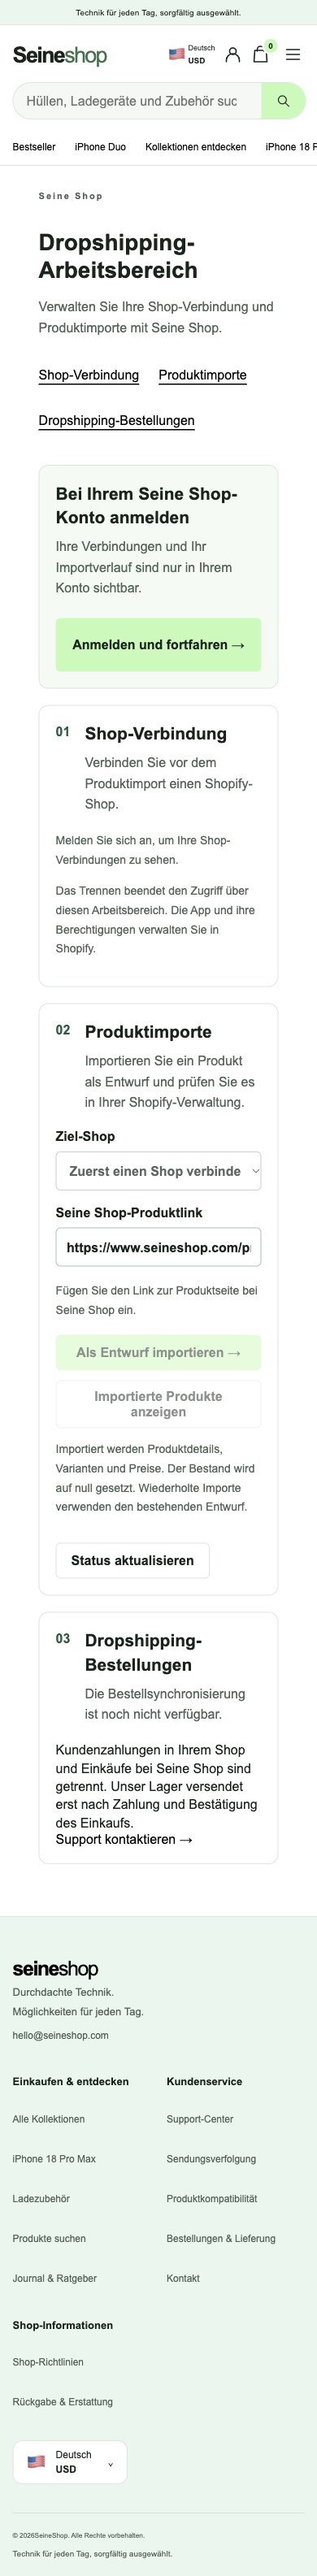 Technik für jeden Tag, sorgfältig ausgewählt.
Seineshop
Deutsch
USD
0
Hüllen, Ladegeräte und Zubehör suc
Bestseller iPhone Duo Kollektionen entdecken iPhone 18 P
Seine Shop
Dropshipping-
Arbeitsbereich
Verwalten Sie Ihre Shop-Verbindung und
Produktimporte mit Seine Shop.
Shop-Verbindung Produktimporte
Dropshipping-Bestellungen
Bei Ihrem Seine Shop-
Konto anmelden
Ihre Verbindungen und Ihr
Importverlauf sind nur in Ihrem
Konto sichtbar.
Anmelden und fortfahren →
01 Shop-Verbindung
Verbinden Sie vor dem
Produktimport einen Shopify-
Shop.
Melden Sie sich an, um Ihre Shop-
Verbindungen zu sehen.
Das Trennen beendet den Zugriff über
diesen Arbeitsbereich. Die App und ihre
Berechtigungen verwalten Sie in
Shopify.
02 Produktimporte
Importieren Sie ein Produkt
als Entwurf und prüfen Sie es
in Ihrer Shopify-Verwaltung.
Ziel-Shop
Zuerst einen Shop verbinde
Seine Shop-Produktlink
https://www.seineshop.com/p
Fügen Sie den Link zur Produktseite bei
Seine Shop ein.
Als Entwurf importieren →
Importierte Produkte
anzeigen
Importiert werden Produktdetails,
Varianten und Preise. Der Bestand wird
auf null gesetzt. Wiederholte Importe
verwenden den bestehenden Entwurf.
Status aktualisieren
03 Dropshipping-
Bestellungen
Die Bestellsynchronisierung
ist noch nicht verfügbar.
Kundenzahlungen in Ihrem Shop
und Einkäufe bei Seine Shop sind
getrennt. Unser Lager versendet
erst nach Zahlung und Bestätigung
des Einkaufs.
Support kontaktieren →
seineshop
Durchdachte Technik.
Möglichkeiten für jeden Tag.
hello@seineshop.com
Einkaufen & entdecken
Alle Kollektionen
iPhone 18 Pro Max
Ladezubehör
Produkte suchen
Journal & Ratgeber
Kundenservice
Support-Center
Sendungsverfolgung
Produktkompatibilität
Bestellungen & Lieferung
Kontakt
Shop-Informationen
Shop-Richtlinien
Rückgabe & Erstattung
Deutsch
USD
© 2026SeineShop. Alle Rechte vorbehalten.
Technik für jeden Tag, sorgfältig ausgewählt.